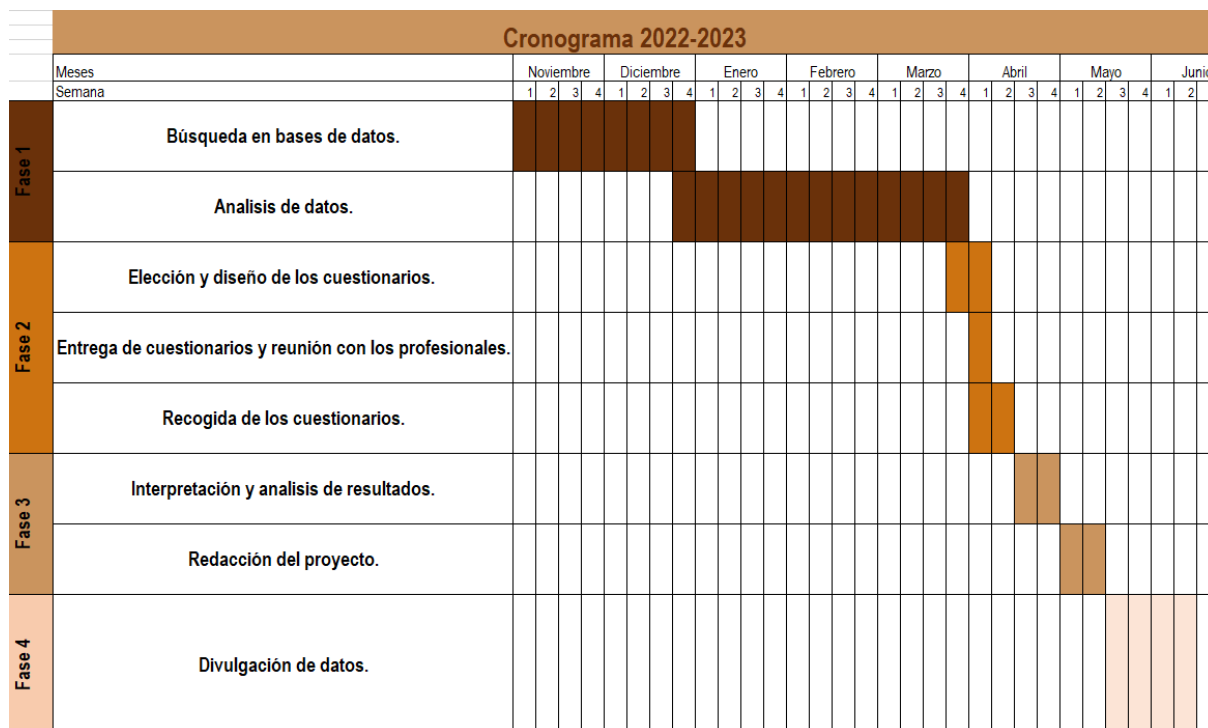 Cronograma 2022-2023
Meses Noviembre Diciembre Enero Febrero Marzo Abril Mayo Junio
Semana 1 2 3 4 1 2 3 4 1 2 3 4 1 2 3 4 1 2 3 4 1 2 3 4 1 2 3 4 1 2
Fase 1
Búsqueda en bases de datos.
Analisis de datos.
Fase 2
Elección y diseño de los cuestionarios.
Entrega de cuestionarios y reunión con los profesionales.
Recogida de los cuestionarios.
Fase 3
Interpretación y analisis de resultados.
Redacción del proyecto.
Fase 4
Divulgación de datos.